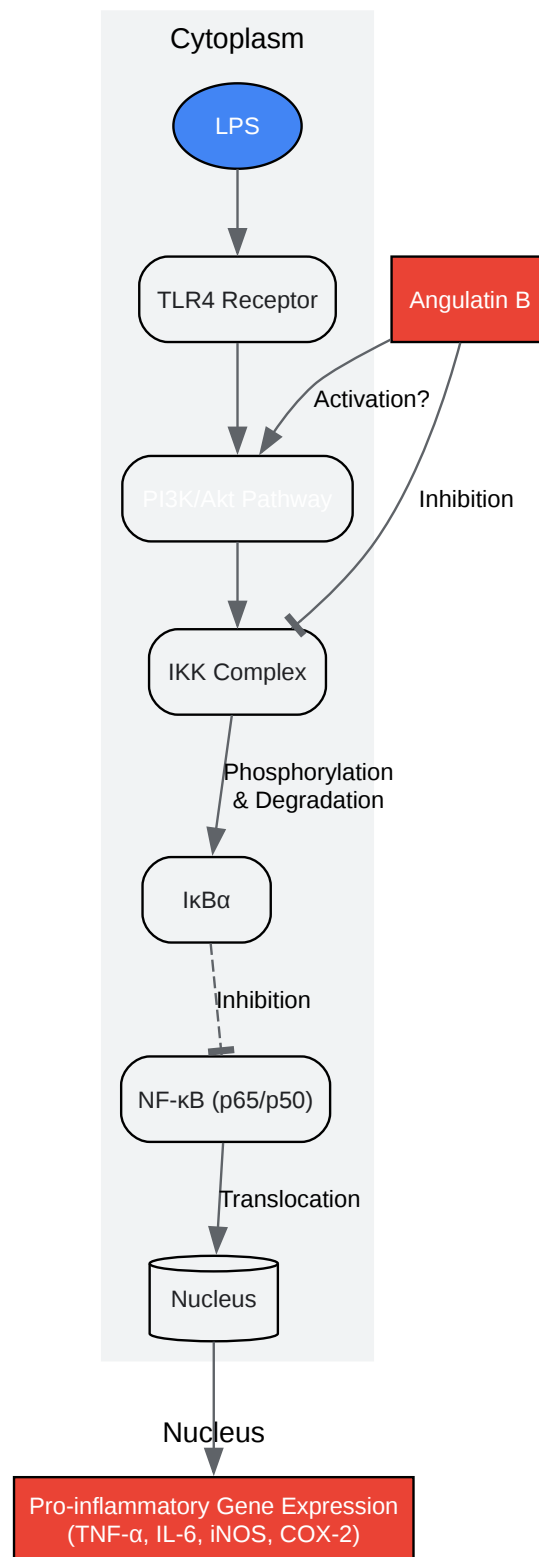 Cytoplasm
LPS
TLR4 Receptor
Angulatin B
Activation?
PI3K/Akt Pathway
Inhibition
IKK Complex
Phosphorylation
& Degradation
IκBα
Inhibition
NF-κB (p65/p50)
Translocation
Nucleus
Nucleus
Pro-inflammatory Gene Expression
(TNF-α, IL-6, iNOS, COX-2)